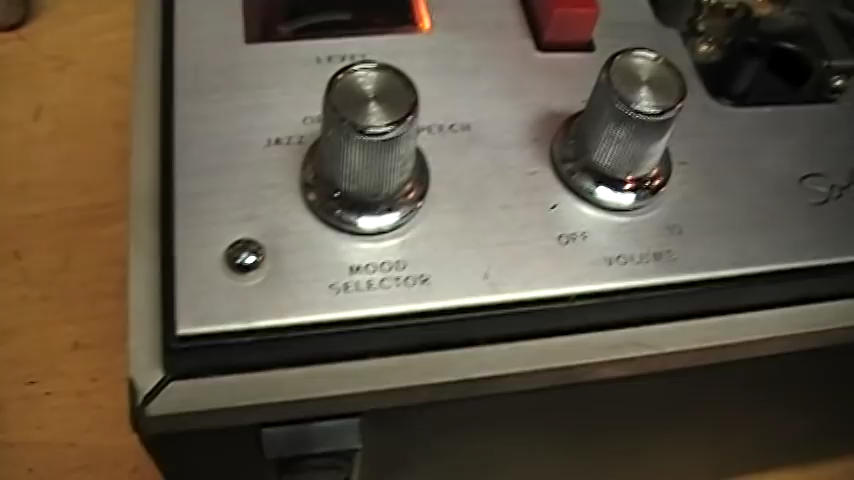 LEVEL
JAZZ
SPEECH
OFF
10
VOLUME
MOOD
SELECTOR